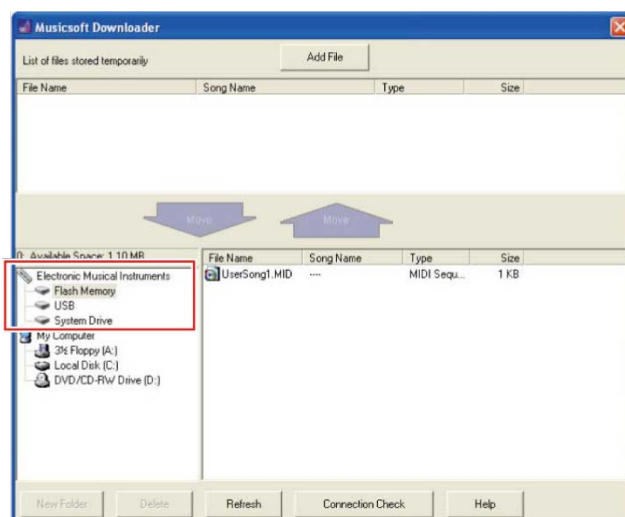 Musicsoft Downloader
List of files stored temporarily
Add File
File Name Song Name Type Size
Move Move
0: Available Space: 1.10 MB
Electronic Musical Instruments
Flash Memory
USB
System Drive
My Computer
3½ Floppy (A:)
Local Disk (C:)
DVD/CD-RW Drive (D:)
File Name Song Name Type Size
UserSong1.MID ---- MIDI Sequ... 1 KB
New Folder Delete Refresh Connection Check Help